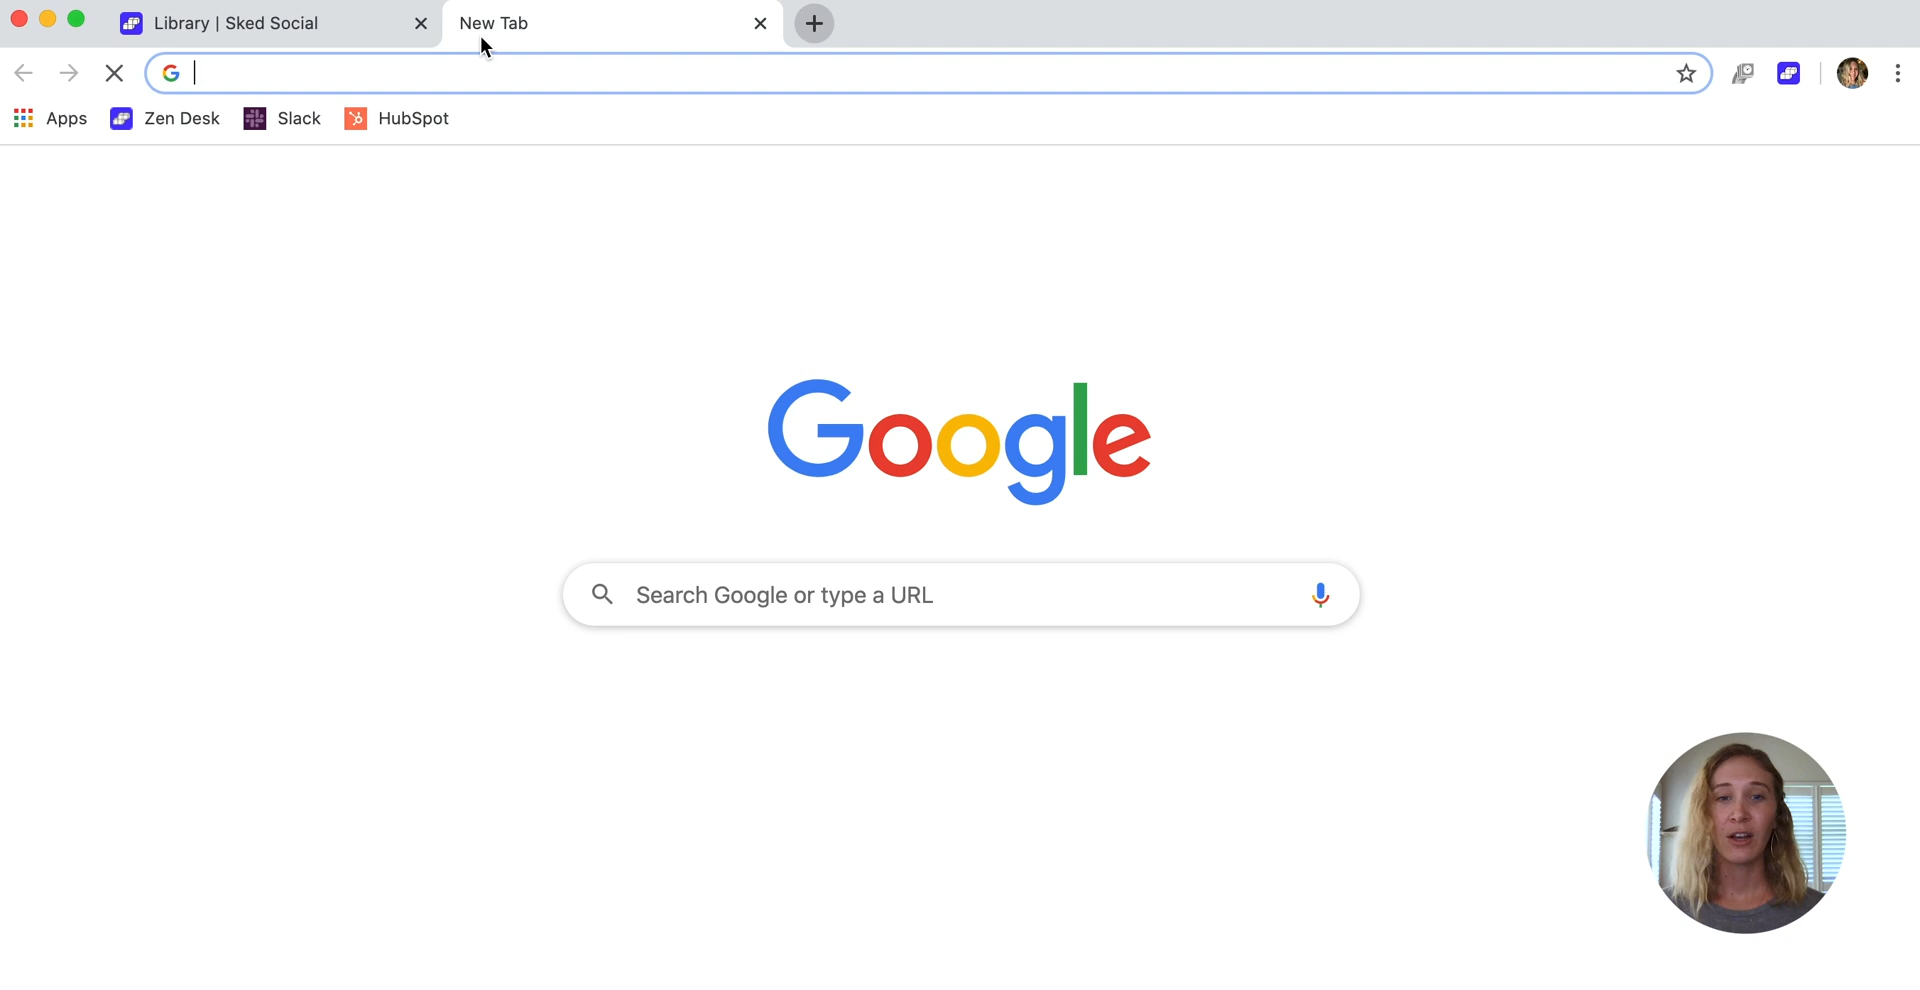 Library | Sked Social
New Tab
Apps
Zen Desk
Slack
HubSpot
Google
Search Google or type a URL